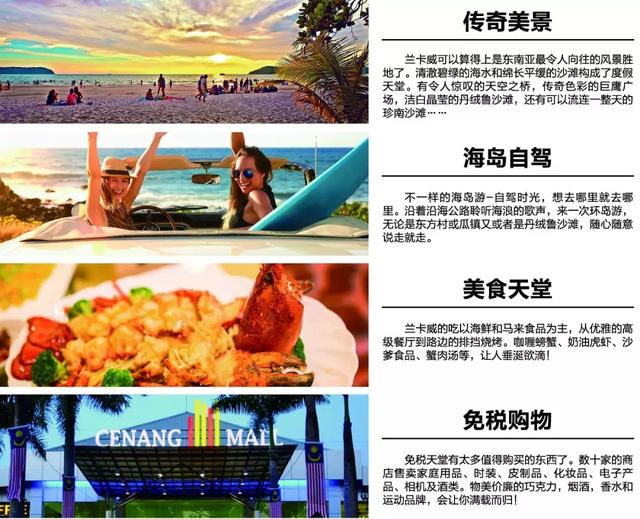 传奇美景
兰卡威可以算得上是东南亚最令人向往的风景胜
地了。清澈碧绿的海水和绵长平缓的沙滩构成了度假
天堂。有令人惊叹的天空之桥，传奇色彩的巨鹰广
场，洁白晶莹的丹绒鲁沙滩，还有可以流连一整天的
珍南沙滩……
海岛自驾
不一样的海岛游-自驾时光，想去哪里就去哪
里。沿着沿海公路聆听海浪的歌声，来一次环岛游，
无论是东方村或瓜镇又或者是丹绒鲁沙滩，随心随意
说走就走。
美食天堂
兰卡威的吃以海鲜和马来食品为主，从优雅的高
级餐厅到路边的排挡烧烤。咖喱螃蟹、奶油虎虾、沙
爹食品、蟹肉汤等，让人垂涎欲滴！
CENANG MALL
免税购物
免税天堂有太多值得购买的东西了。数十家的商
店售卖家庭用品、时装、皮制品、化妆品、电子产
品、相机及酒类。物美价廉的巧克力，烟酒，香水和
运动品牌，会让你满载而归！